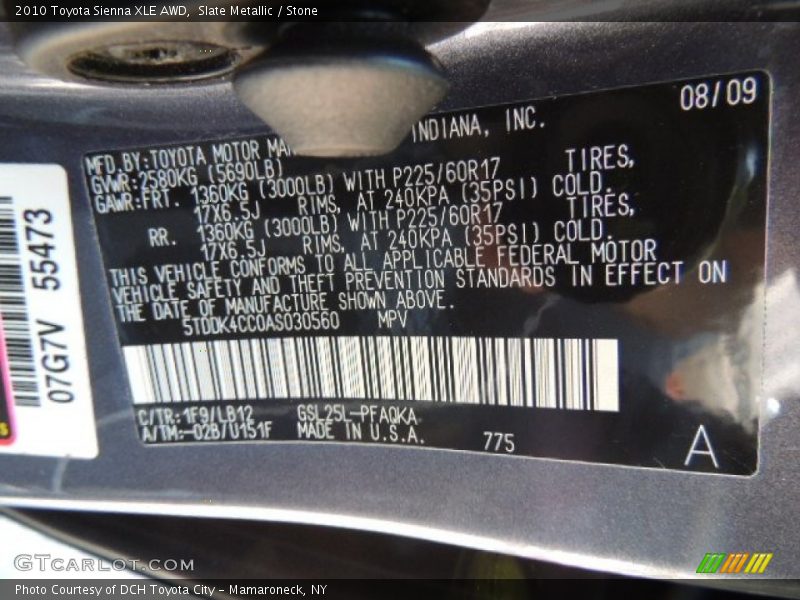 2010 Toyota Sienna XLE AWD, Slate Metallic / Stone
08/09
MFD. BY: TOYOTA MOTOR INDIANA, INC.
GVWR: 2580KG (5690LB)
GAWR: FRT. 1360KG (3000LB) WITH P225/60R17 TIRES,
17X6.5J RIMS, AT 240KPA (35PSI) COLD.
RR. 1360KG (3000LB) WITH P225/60R17 TIRES,
17X6.5J RIMS, AT 240KPA (35PSI) COLD.
THIS VEHICLE CONFORMS TO ALL APPLICABLE FEDERAL MOTOR
VEHICLE SAFETY AND THEFT PREVENTION STANDARDS IN EFFECT ON
THE DATE OF MANUFACTURE SHOWN ABOVE.
5TDDK4CC0AS030560 MPV
C/TR: 1F9/LB12 GSL25L-PFAQKA
A/TM: -02B/U151F MADE IN U.S.A.
775
A
07G7V 55473
GTCarLot.com
Photo Courtesy of DCH Toyota City – Mamaroneck, NY